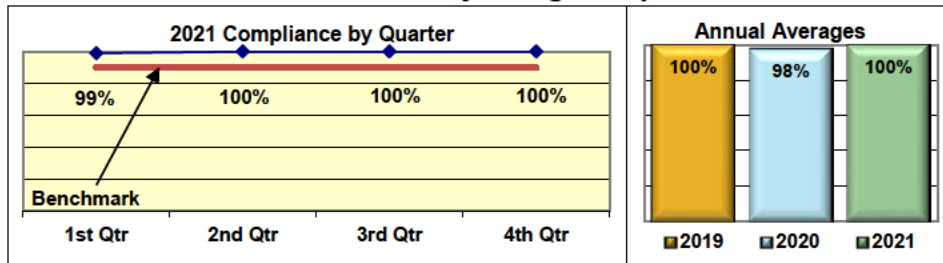 2021 Compliance by Quarter
99% 100% 100% 100%
Benchmark
1st Qtr 2nd Qtr 3rd Qtr 4th Qtr
Annual Averages
100% 98% 100%
2019 2020 2021